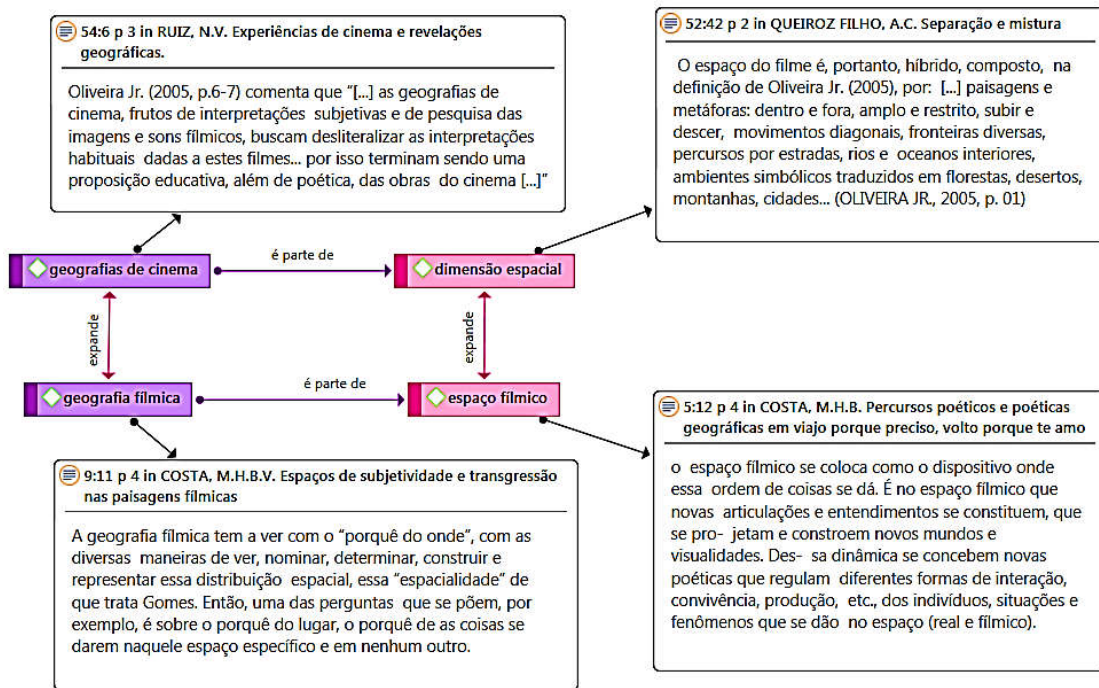 54:6 p 3 in RUIZ, N.V. Experiências de cinema e revelações
geográficas.
Oliveira Jr. (2005, p.6-7) comenta que “[...] as geografias de
cinema, frutos de interpretações subjetivas e de pesquisa das
imagens e sons fílmicos, buscam desliteralizar as interpretações
habituais dadas a estes filmes... por isso terminam sendo uma
proposição educativa, além de poética, das obras do cinema [...]”
52:42 p 2 in QUEIROZ FILHO, A.C. Separação e mistura
O espaço do filme é, portanto, híbrido, composto, na
definição de Oliveira Jr. (2005), por: [...] paisagens e
metáforas: dentro e fora, amplo e restrito, subir e
descer, movimentos diagonais, fronteiras diversas,
percursos por estradas, rios e oceanos interiores,
ambientes simbólicos traduzidos em florestas, desertos,
montanhas, cidades... (OLIVEIRA JR., 2005, p. 01)
geografias de cinema
é parte de
dimensão espacial
expande
expande
geografia fílmica
é parte de
espaço fílmico
9:11 p 4 in COSTA, M.H.B.V. Espaços de subjetividade e transgressão
nas paisagens fílmicas
A geografia fílmica tem a ver com o “porquê do onde”, com as
diversas maneiras de ver, nominar, determinar, construir e
representar essa distribuição espacial, essa “espacialidade” de
que trata Gomes. Então, uma das perguntas que se põem, por
exemplo, é sobre o porquê do lugar, o porquê de as coisas se
darem naquele espaço específico e em nenhum outro.
5:12 p 4 in COSTA, M.H.B. Percursos poéticos e poéticas
geográficas em viajo porque preciso, volto porque te amo
o espaço fílmico se coloca como o dispositivo onde
essa ordem de coisas se dá. É no espaço fílmico que
novas articulações e entendimentos se constituem, que
se pro- jetam e constroem novos mundos e
visualidades. Des- sa dinâmica se concebem novas
poéticas que regulam diferentes formas de interação,
convivência, produção, etc., dos indivíduos, situações e
fenômenos que se dão no espaço (real e fílmico).